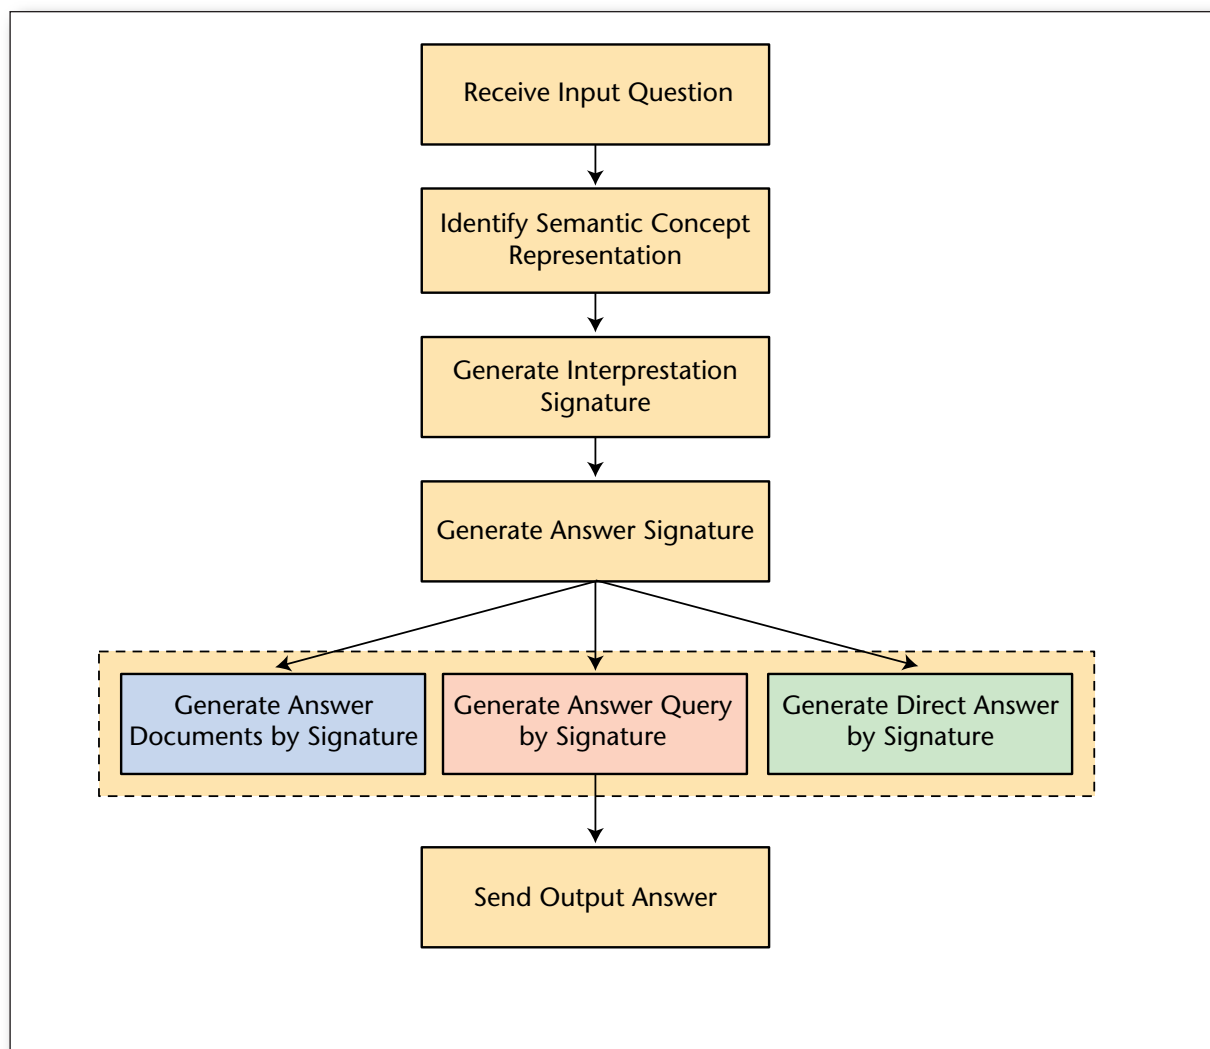 Receive Input Question
Identify Semantic Concept
Representation
Generate Interprestation
Signature
Generate Answer Signature
Generate Answer
Documents by Signature
Generate Answer Query
by Signature
Generate Direct Answer
by Signature
Send Output Answer